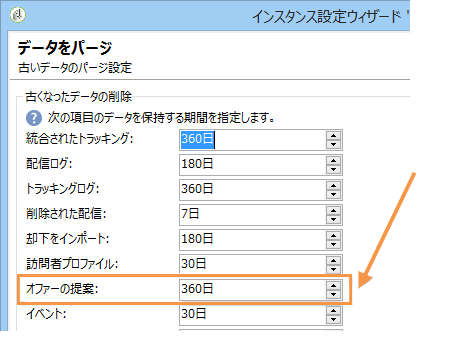 インスタンス設定ウィザード '
データをパージ
古いデータのパージ設定
古くなったデータの削除
? 次の項目のデータを保持する期間を指定します。
統合されたトラッキング: 360日
配信ログ: 180日
トラッキングログ: 360日
削除された配信: 7日
却下をインポート: 180日
訪問者プロファイル: 30日
オファーの提案: 360日
イベント: 30日